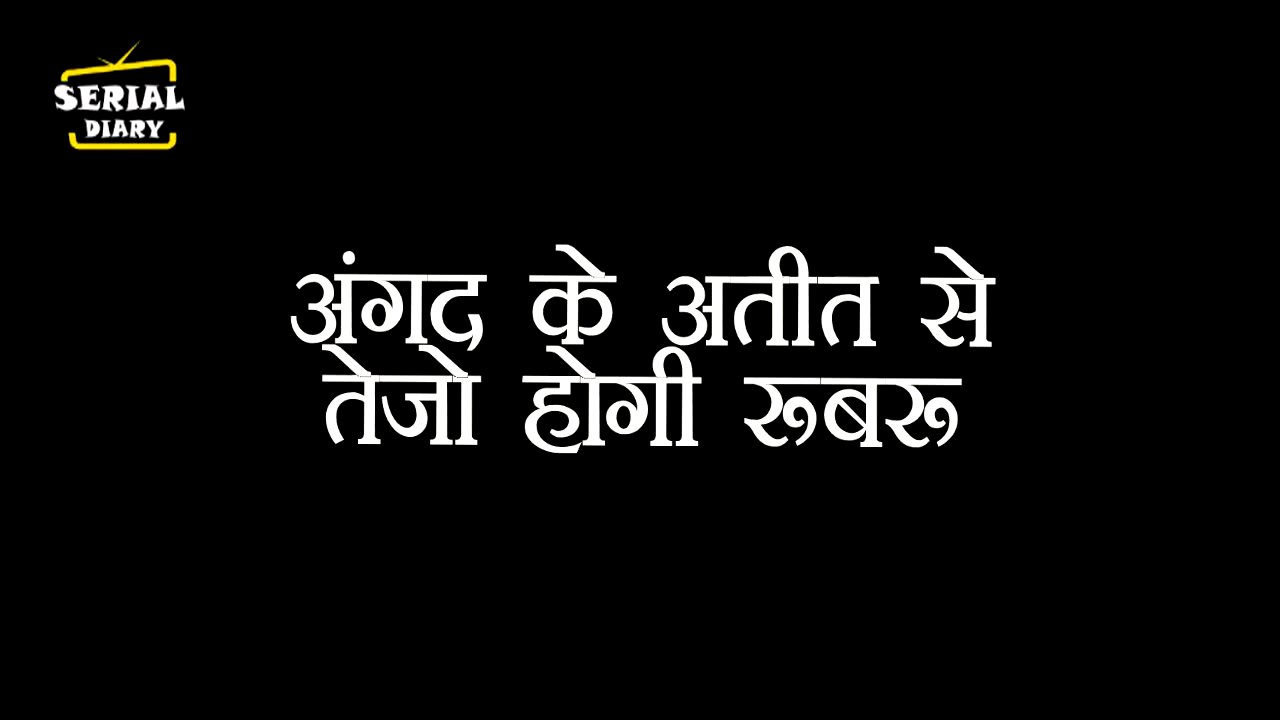 SERIAL
DIARY
अंगद के अतीत से
तेजो होगी रूबरू